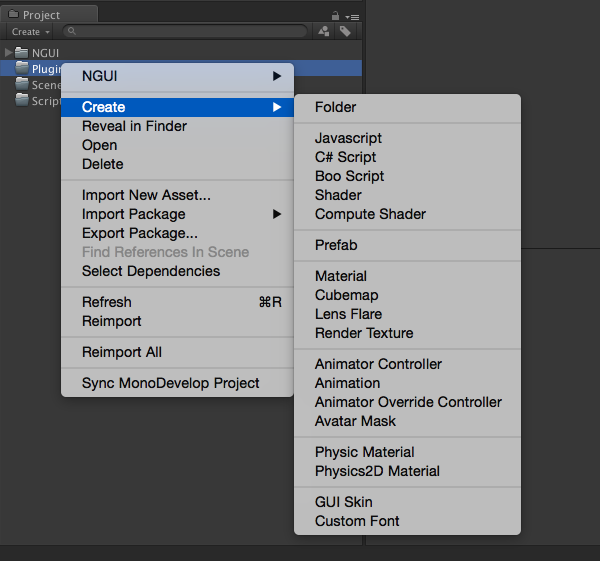 Project
Create
NGUI
Plugin
Scene
Script
NGUI
Create
Reveal in Finder
Open
Delete
Import New Asset...
Import Package
Export Package...
Find References In Scene
Select Dependencies
Refresh ⌘R
Reimport
Reimport All
Sync MonoDevelop Project
Folder
Javascript
C# Script
Boo Script
Shader
Compute Shader
Prefab
Material
Cubemap
Lens Flare
Render Texture
Animator Controller
Animation
Animator Override Controller
Avatar Mask
Physic Material
Physics2D Material
GUI Skin
Custom Font